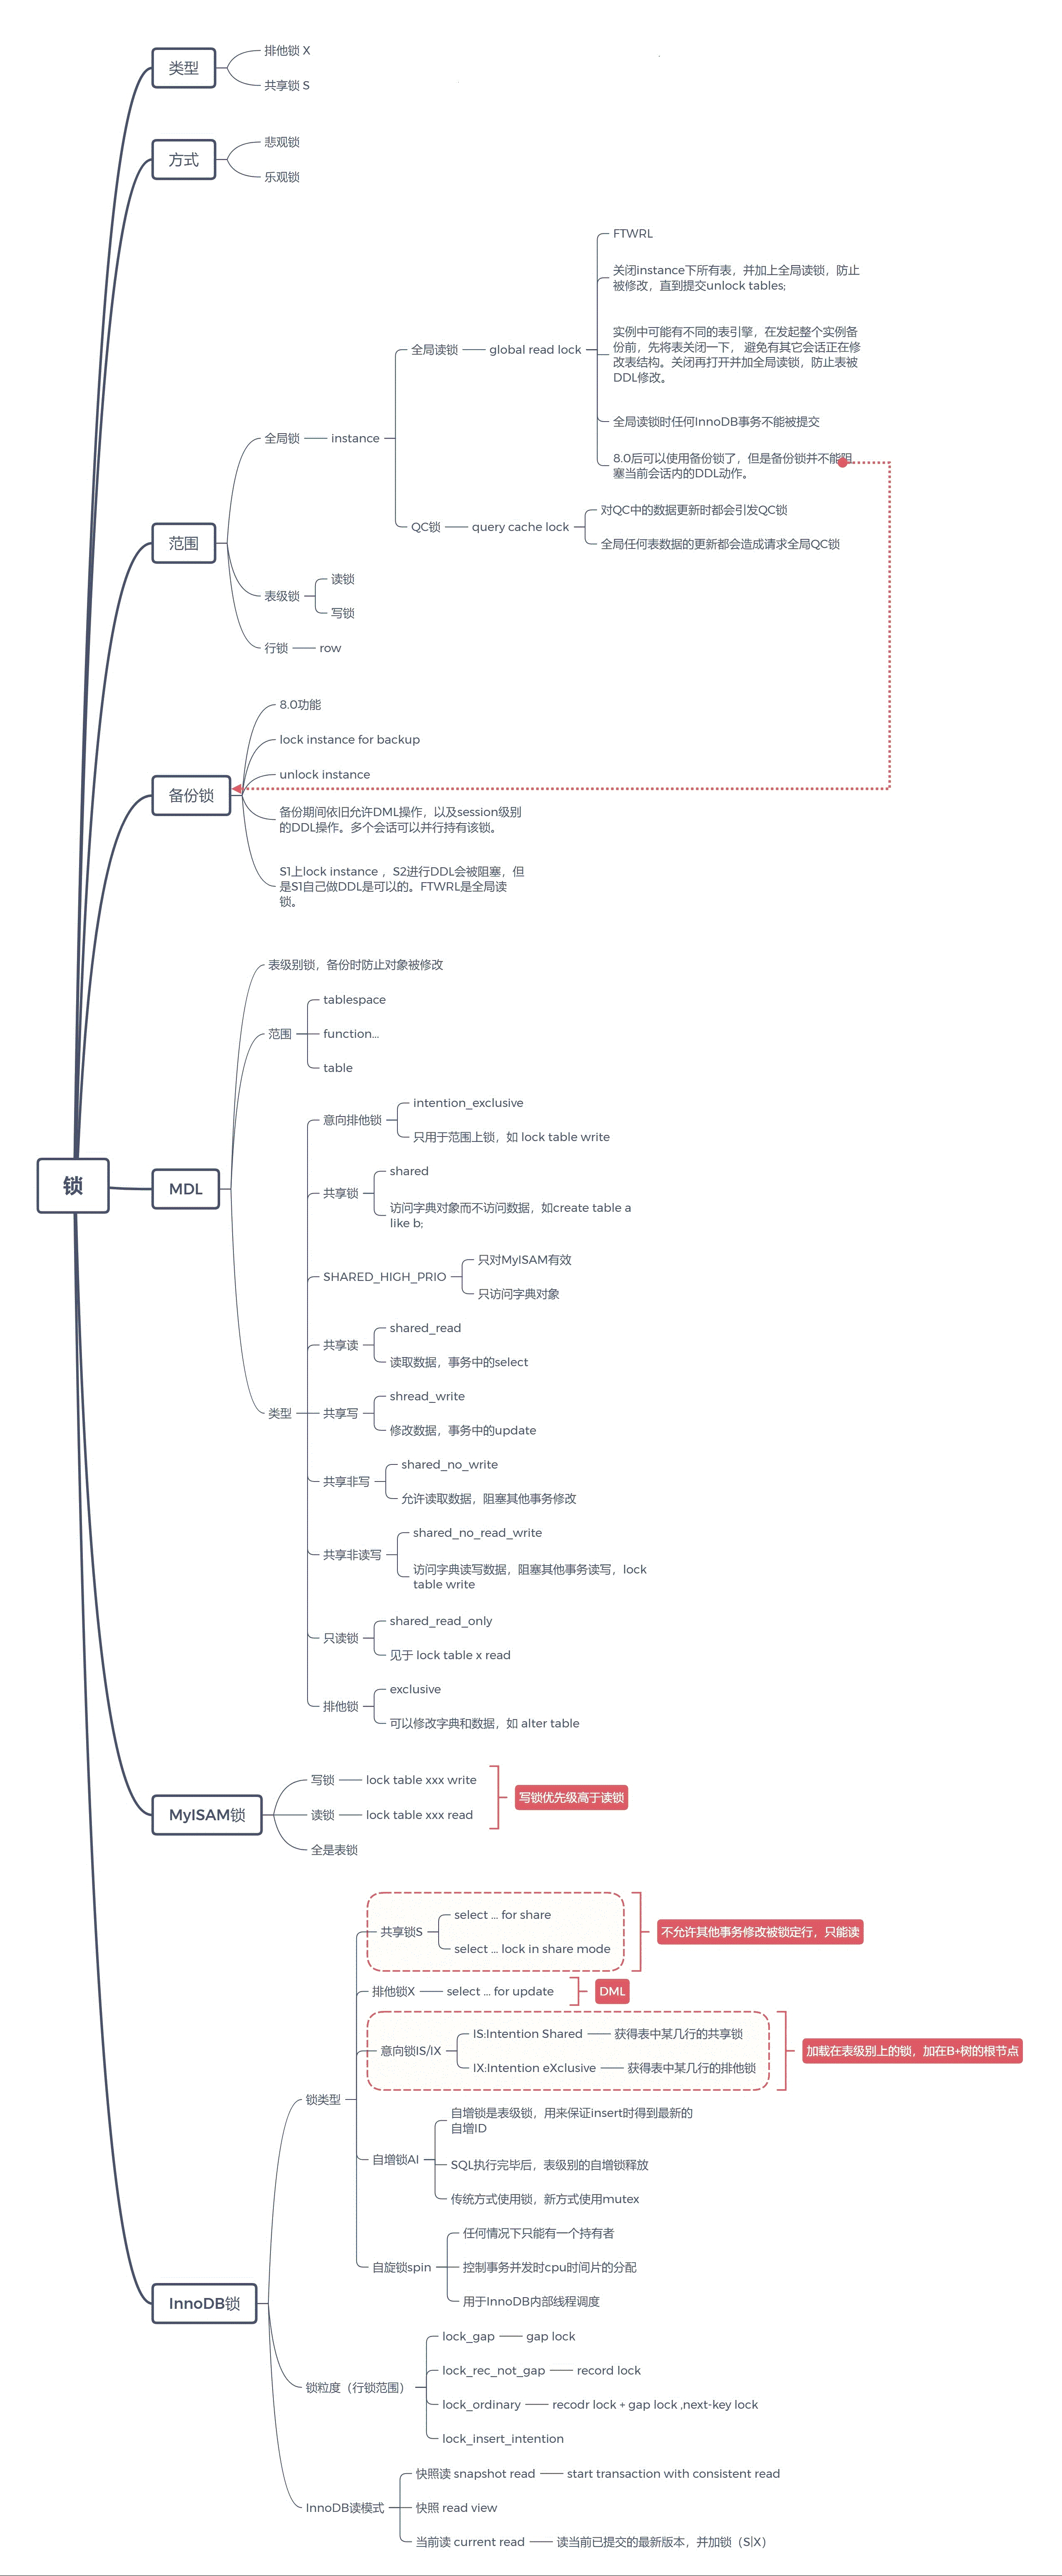 锁
类型
排他锁 X
共享锁 S
方式
悲观锁
乐观锁
范围
全局锁
instance
全局读锁
global read lock
FTWRL
关闭instance下所有表，并加上全局读锁，防止
被修改，直到提交unlock tables;
实例中可能有不同的表引擎，在发起整个实例备
份前，先将表关闭一下， 避免有其它会话正在修
改表结构。关闭再打开并加全局读锁，防止表被
DDL修改。
全局读锁时任何InnoDB事务不能被提交
8.0后可以使用备份锁了，但是备份锁并不能阻
塞当前会话内的DDL动作。
QC锁
query cache lock
对QC中的数据更新时都会引发QC锁
全局任何表数据的更新都会造成请求全局QC锁
表级锁
读锁
写锁
行锁
row
备份锁
8.0功能
lock instance for backup
unlock instance
备份期间依旧允许DML操作，以及session级别
的DDL操作。多个会话可以并行持有该锁。
S1上lock instance ，S2进行DDL会被阻塞，但
是S1自己做DDL是可以的。FTWRL是全局读
锁。
MDL
表级别锁，备份时防止对象被修改
范围
tablespace
function...
table
类型
意向排他锁
intention_exclusive
只用于范围上锁，如 lock table write
共享锁
shared
访问字典对象而不访问数据，如create table a
like b;
SHARED_HIGH_PRIO
只对MyISAM有效
只访问字典对象
共享读
shared_read
读取数据，事务中的select
共享写
shread_write
修改数据，事务中的update
共享非写
shared_no_write
允许读取数据，阻塞其他事务修改
共享非读写
shared_no_read_write
访问字典读写数据，阻塞其他事务读写，lock
table write
只读锁
shared_read_only
见于 lock table x read
排他锁
exclusive
可以修改字典和数据，如 alter table
MyISAM锁
写锁
lock table xxx write
读锁
lock table xxx read
写锁优先级高于读锁
全是表锁
InnoDB锁
锁类型
共享锁S
select ... for share
select ... lock in share mode
不允许其他事务修改被锁定行，只能读
排他锁X
select ... for update
DML
意向锁IS/IX
IS:Intention Shared
获得表中某几行的共享锁
IX:Intention eXclusive
获得表中某几行的排他锁
加载在表级别上的锁，加在B+树的根节点
自增锁AI
自增锁是表级锁，用来保证insert时得到最新的
自增ID
SQL执行完毕后，表级别的自增锁释放
传统方式使用锁，新方式使用mutex
自旋锁spin
任何情况下只能有一个持有者
控制事务并发时cpu时间片的分配
用于InnoDB内部线程调度
锁粒度（行锁范围）
lock_gap
gap lock
lock_rec_not_gap
record lock
lock_ordinary
recodr lock + gap lock ,next-key lock
lock_insert_intention
InnoDB读模式
快照读 snapshot read
start transaction with consistent read
快照 read view
当前读 current read
读当前已提交的最新版本，并加锁（S|X）